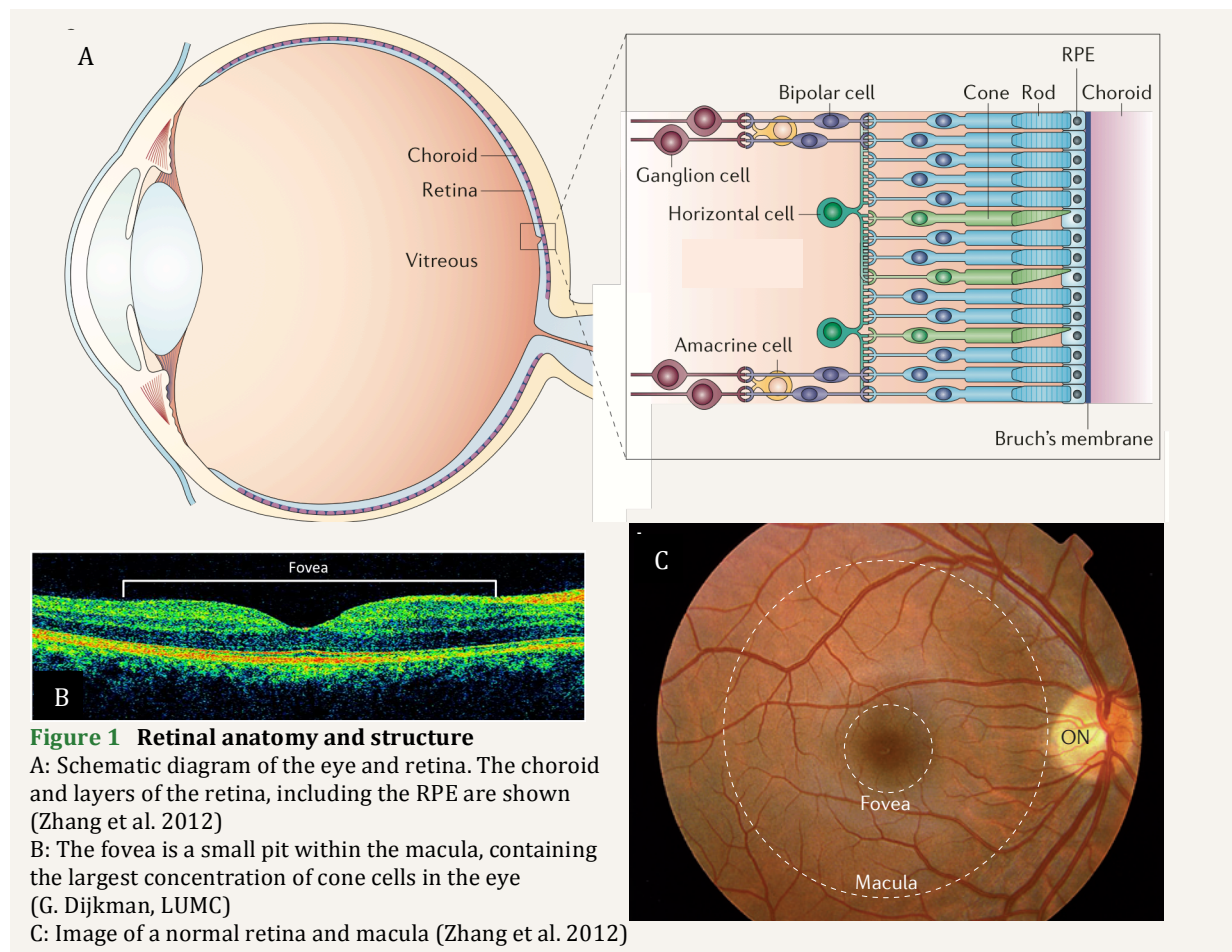 A
Choroid
Retina
Vitreous
RPE
Bipolar cell
Cone
Rod
Choroid
Ganglion cell
Horizontal cell
Amacrine cell
Bruch's membrane
Fovea
B
C
ON
Fovea
Macula
Figure 1 Retinal anatomy and structure
A: Schematic diagram of the eye and retina. The choroid
and layers of the retina, including the RPE are shown
(Zhang et al. 2012)
B: The fovea is a small pit within the macula, containing
the largest concentration of cone cells in the eye
(G. Dijkman, LUMC)
C: Image of a normal retina and macula (Zhang et al. 2012)